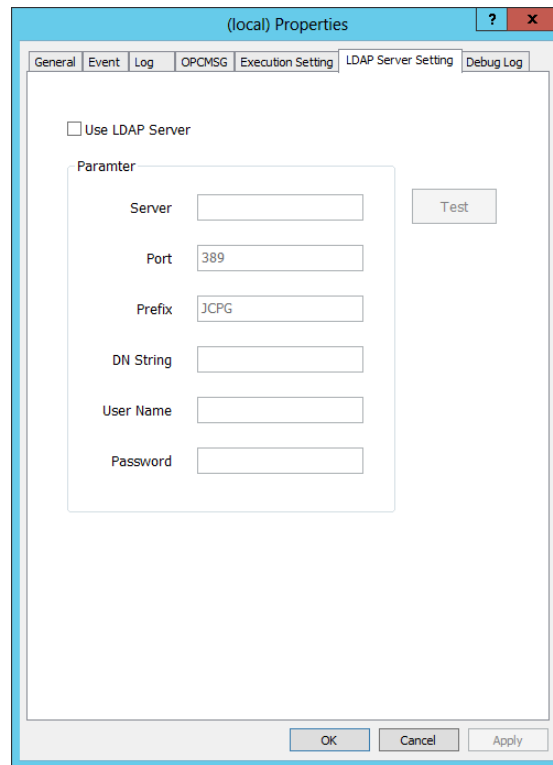 (local) Properties
? x
General Event Log OPCMSG Execution Setting LDAP Server Setting Debug Log
Use LDAP Server
Paramter
Server
Test
Port 389
Prefix JCPG
DN String
User Name
Password
OK Cancel Apply